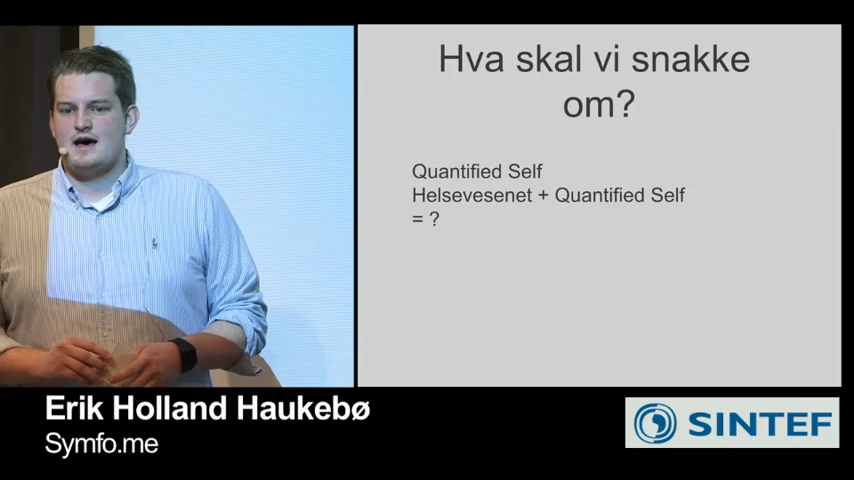 Hva skal vi snakke
om?
Quantified Self
Helsevesenet + Quantified Self
= ?
Erik Holland Haukebø
Symfo.me
SINTEF